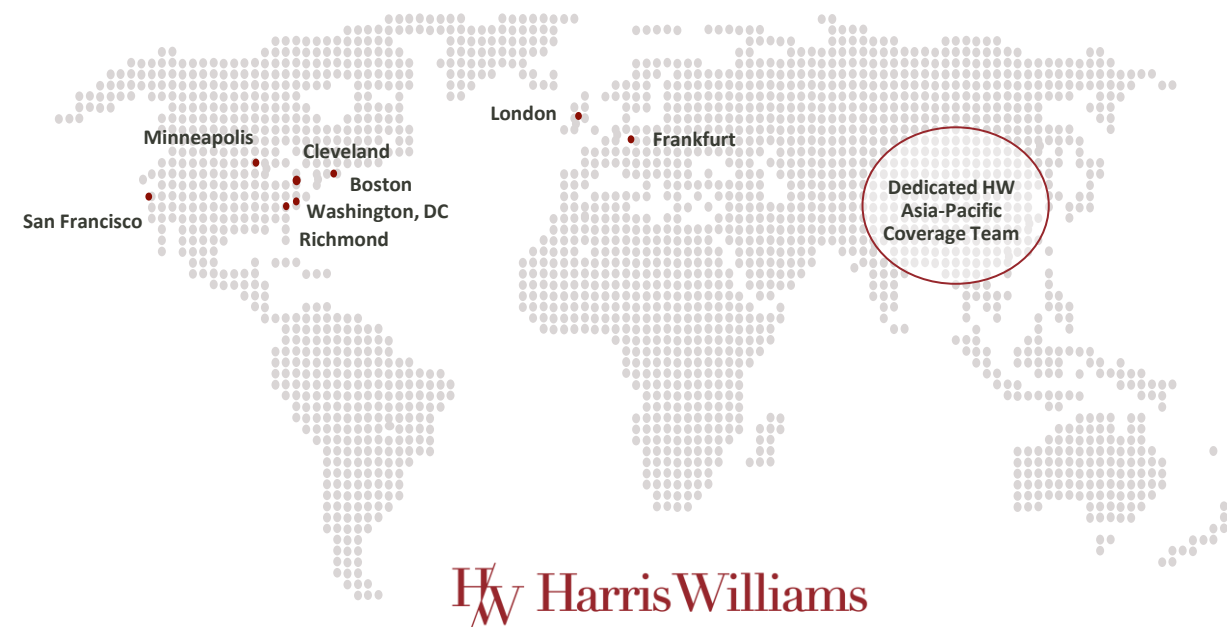 London
Minneapolis
Frankfurt
Cleveland
Boston
Dedicated HW
Asia-Pacific
Coverage Team
San Francisco
Washington, DC
Richmond
HW Harris Williams